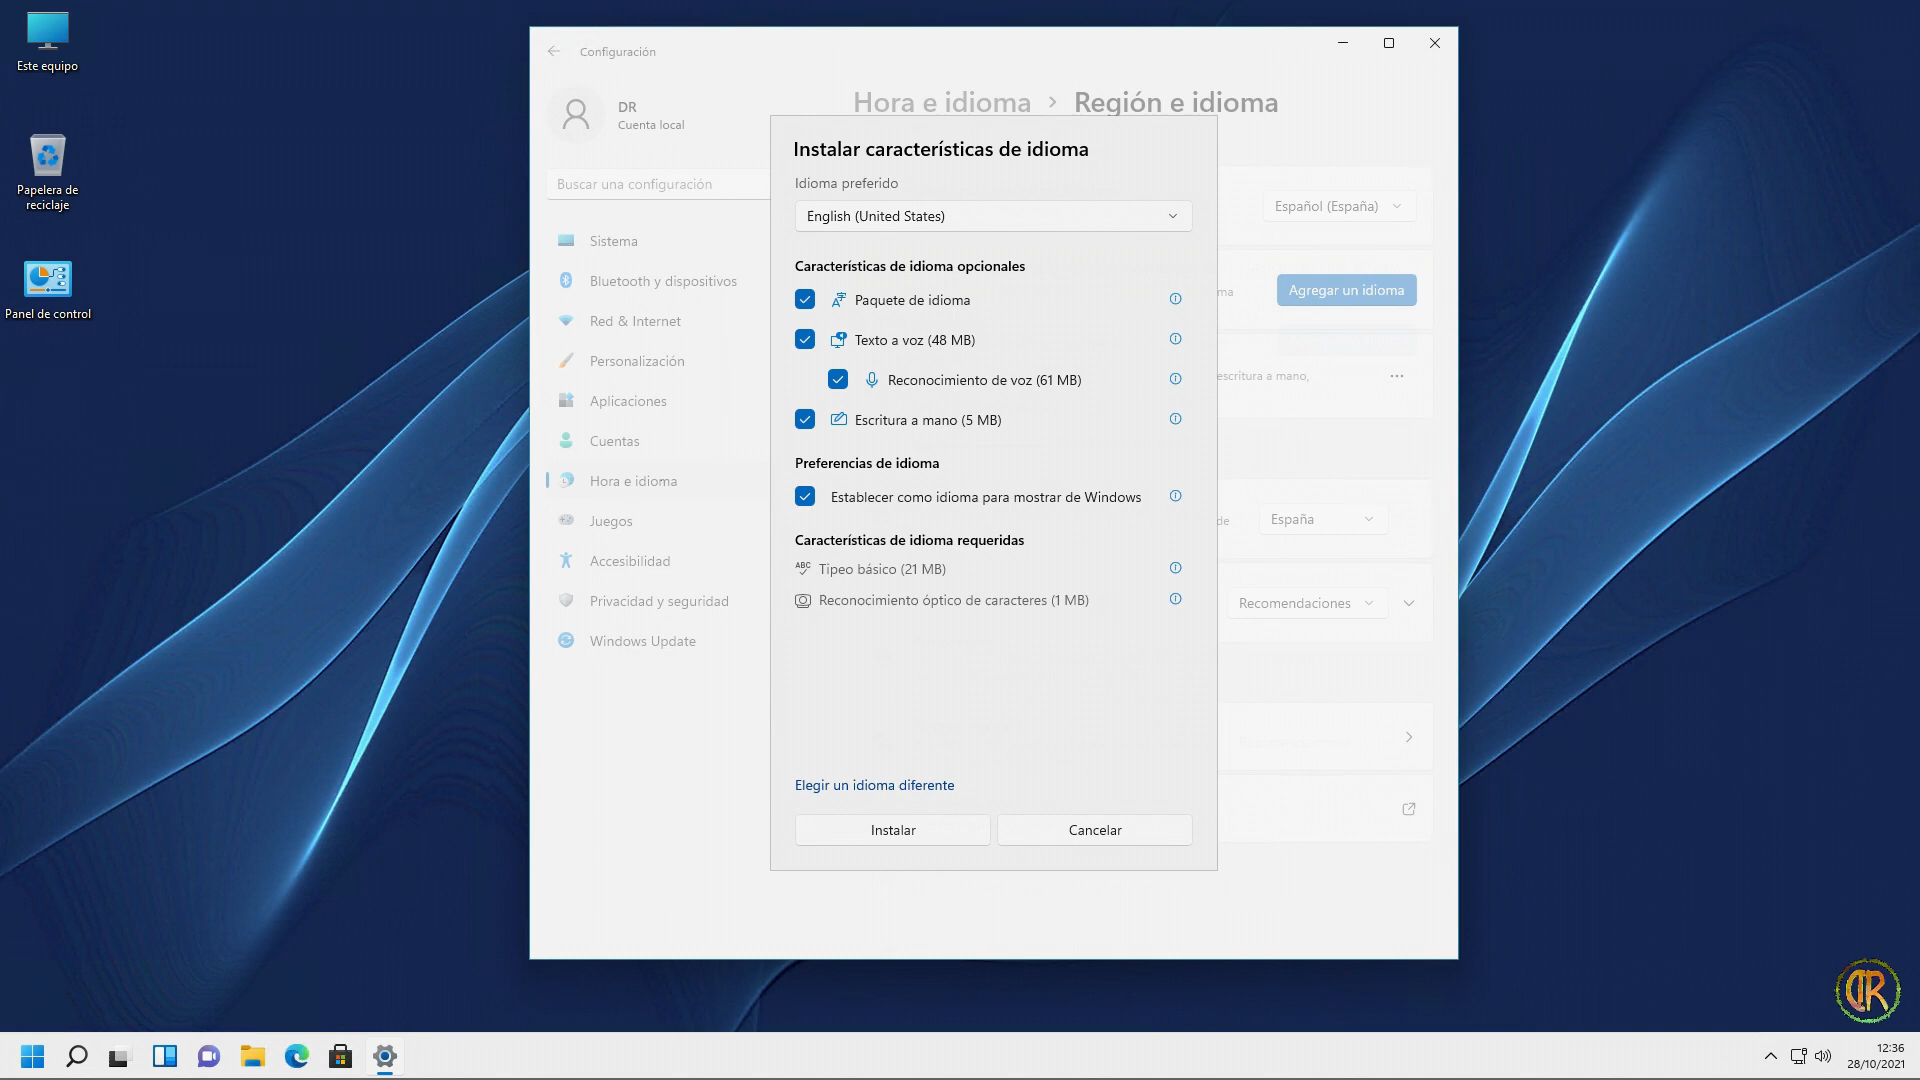 Este equipo
Papelera de
reciclaje
Panel de control
Configuración
DR
Cuenta local
Buscar una configuración
Sistema
Bluetooth y dispositivos
Red & Internet
Personalización
Aplicaciones
Cuentas
Hora e idioma
Juegos
Accesibilidad
Privacidad y seguridad
Windows Update
Hora e idioma > Región e idioma
Español (España)
ma
Agregar un idioma
escritura a mano,
de
España
Recomendaciones
Instalar características de idioma
Idioma preferido
English (United States)
Características de idioma opcionales
Paquete de idioma
Texto a voz (48 MB)
Reconocimiento de voz (61 MB)
Escritura a mano (5 MB)
Preferencias de idioma
Establecer como idioma para mostrar de Windows
Características de idioma requeridas
ABC
Tipeo básico (21 MB)
Reconocimiento óptico de caracteres (1 MB)
Elegir un idioma diferente
Instalar
Cancelar
DR
12:36
28/10/2021